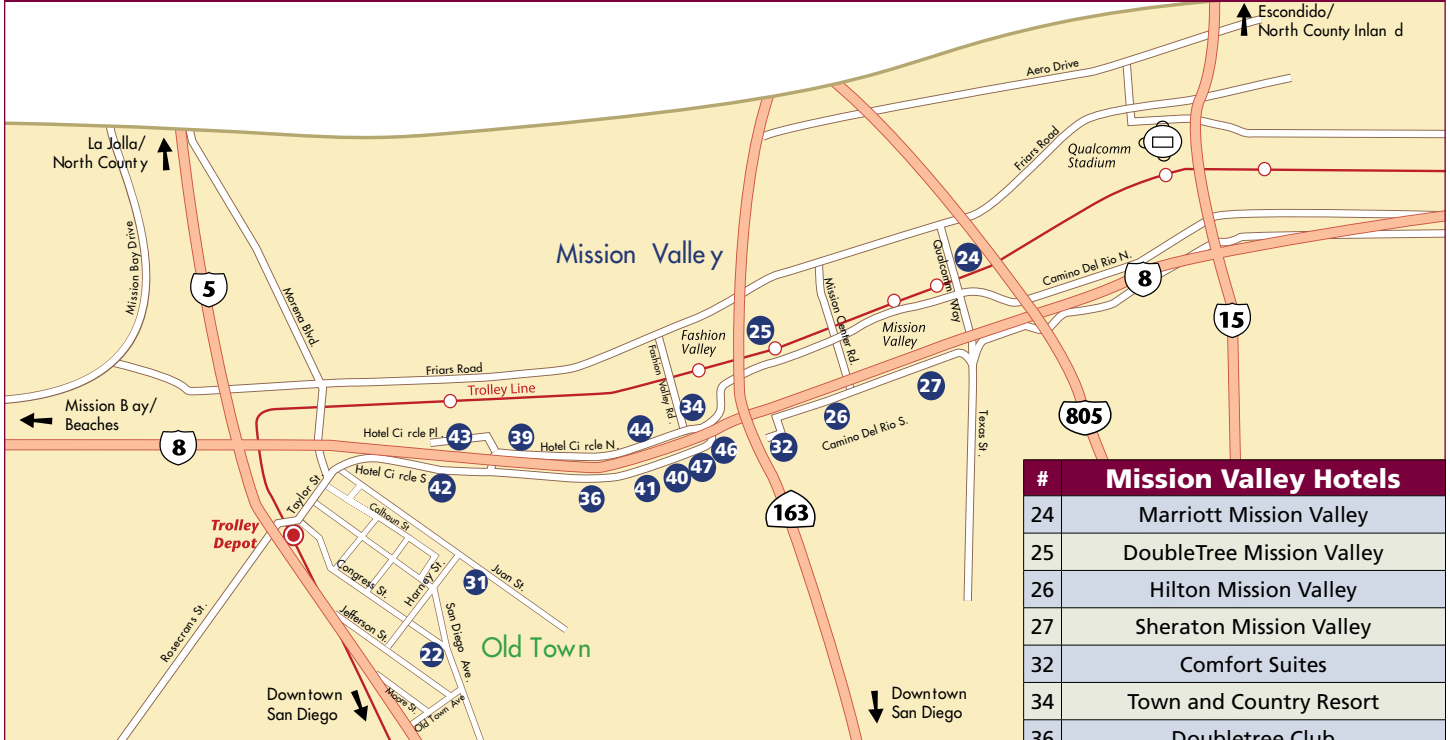 Escondido/
North County Inlan d
Aero Drive
La Jolla/
North Count y
Friars Road
Qualcomm
Stadium
Mission Bay Drive
Mission Valle y
Qualcomm Way
24
Camino Del Rio N.
8
5
Morena Blvd.
Mission Center Rd.
15
25
Fashion
Valley
Mission
Valley
Fashion Valley Rd.
Friars Road
Trolley Line
27
Mission B ay/
Beaches
34
26
805
Hotel Ci rcle Pl.
43
39
44
Hotel Ci rcle N.
Camino Del Rio S.
Texas St.
8
46
32
47
40
Hotel Ci rcle S
42
41
36
Taylor St.
163
Calhoun St.
Trolley
Depot
Congress St.
Harney St.
31
Juan St.
Jefferson St.
San Diego Ave.
Old Town
22
Rosecrans St.
Moore St.
Old Town Ave
Downtown
San Diego
Downtown
San Diego
# Mission Valley Hotels
24 Marriott Mission Valley
25 DoubleTree Mission Valley
26 Hilton Mission Valley
27 Sheraton Mission Valley
32 Comfort Suites
34 Town and Country Resort
36 Doubletree Club